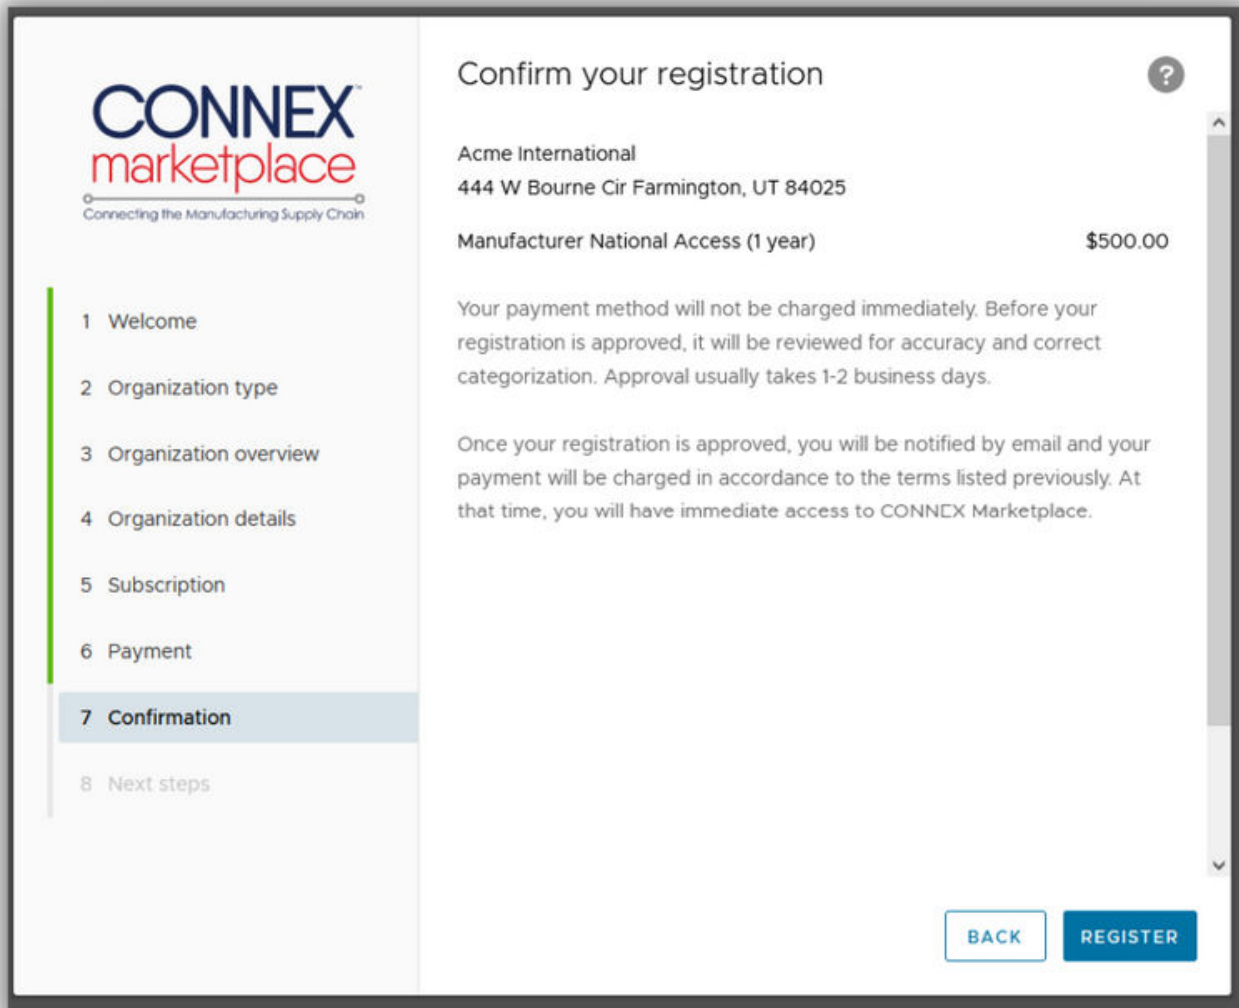 CONNEX™
marketplace
Connecting the Manufacturing Supply Chain
1 Welcome
2 Organization type
3 Organization overview
4 Organization details
5 Subscription
6 Payment
7 Confirmation
8 Next steps
Confirm your registration
?
Acme International
444 W Bourne Cir Farmington, UT 84025
Manufacturer National Access (1 year) $500.00
Your payment method will not be charged immediately. Before your
registration is approved, it will be reviewed for accuracy and correct
categorization. Approval usually takes 1-2 business days.
Once your registration is approved, you will be notified by email and your
payment will be charged in accordance to the terms listed previously. At
that time, you will have immediate access to CONNEX Marketplace.
BACK REGISTER